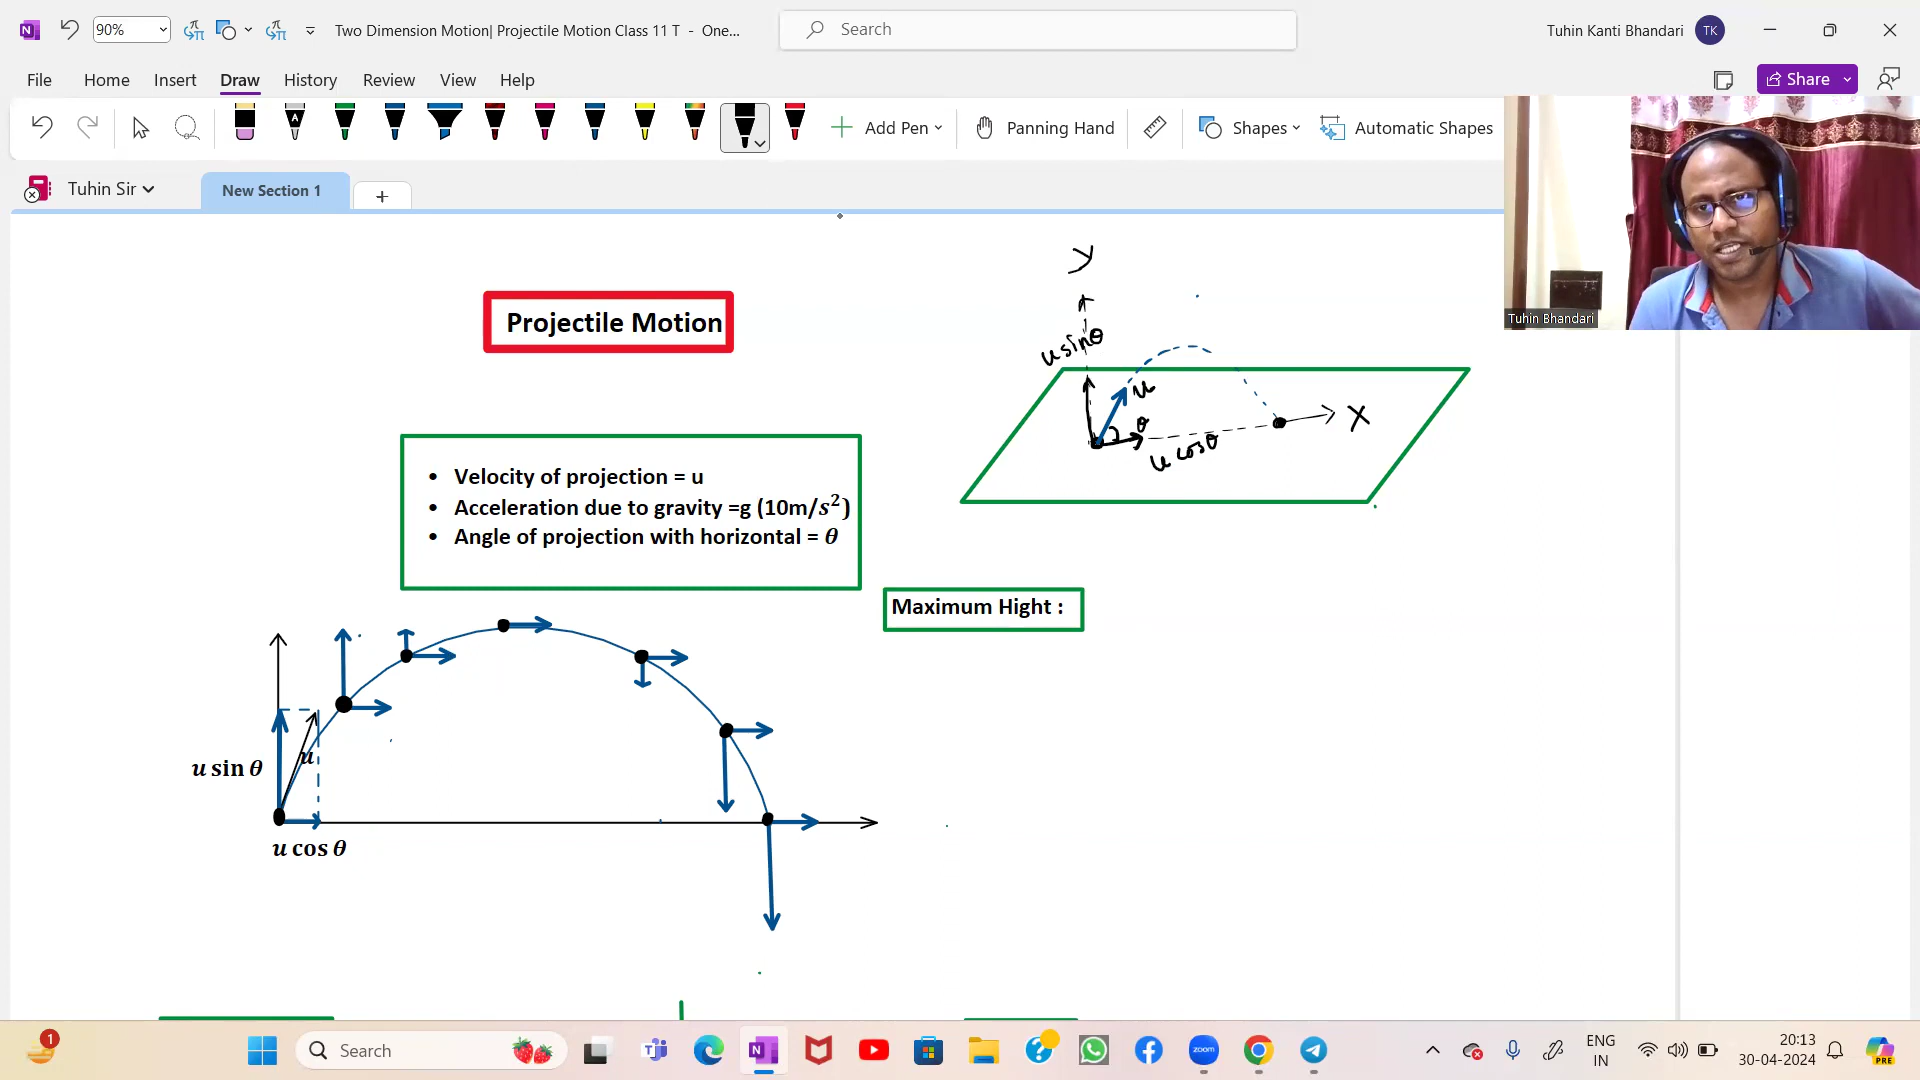 90%
Two Dimension Motion| Projectile Motion Class 11 T - One...
Search
Tuhin Kanti Bhandari
TK
File
Home
Insert
Draw
History
Review
View
Help
Share
A
Add Pen
Panning Hand
Shapes
Automatic Shapes
Tuhin Sir
New Section 1
+
Tuhin Bhandari
y
Projectile Motion
u sinθ
u
θ
X
u cosθ
• Velocity of projection = u
• Acceleration due to gravity =g (10m/s²)
• Angle of projection with horizontal = θ
Maximum Hight :
u
u sin θ
u cos θ
1
Search
zoom
ENG
IN
20:13
30-04-2024
PRE